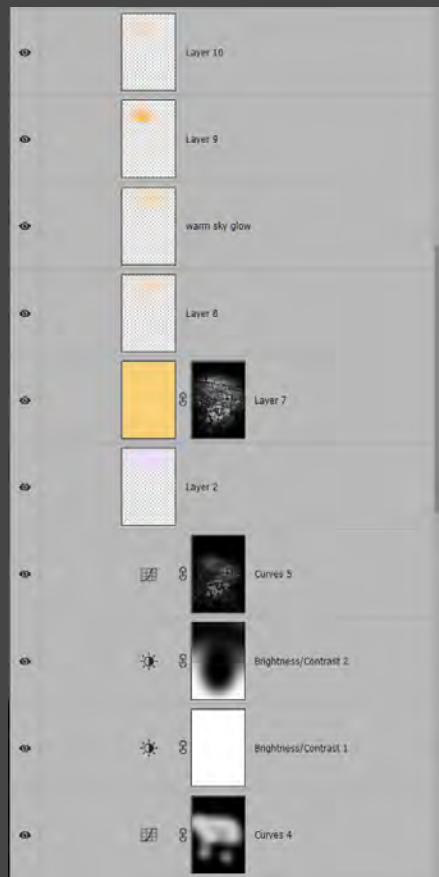 Layer 10
Layer 9
warm sky glow
Layer 8
Layer 7
Layer 2
Curves 5
Brightness/Contrast 2
Brightness/Contrast 1
Curves 4